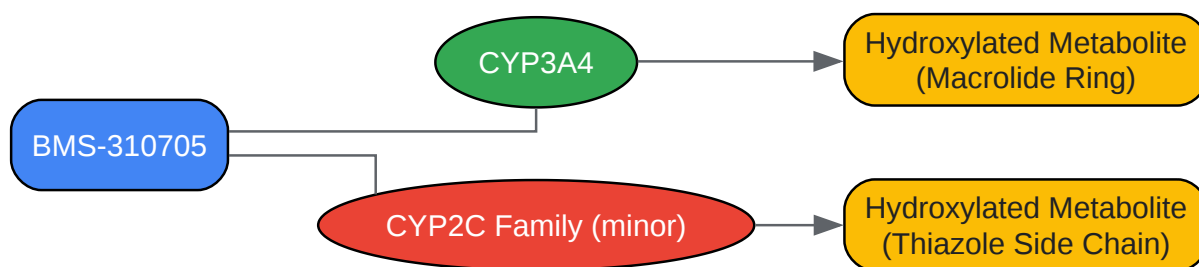 BMS-310705
CYP3A4
Hydroxylated Metabolite
(Macrolide Ring)
CYP2C Family (minor)
Hydroxylated Metabolite
(Thiazole Side Chain)